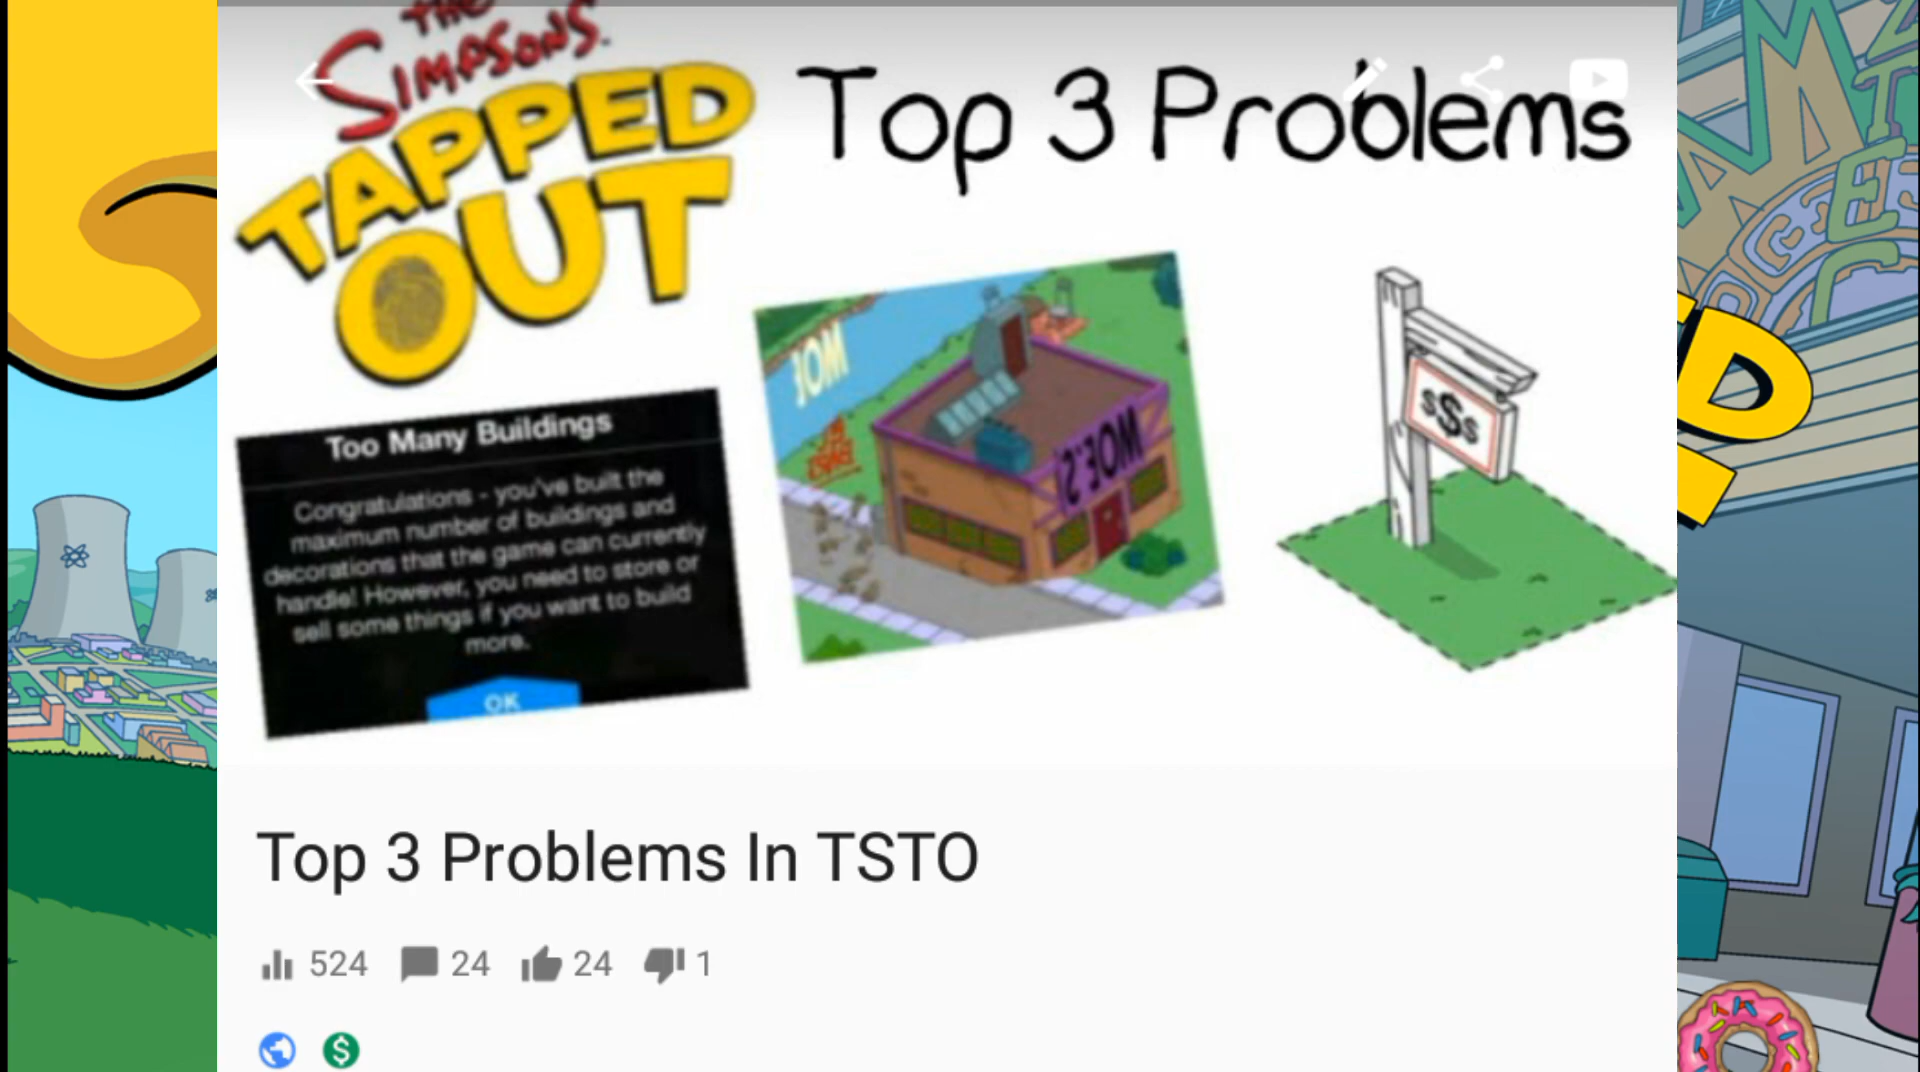 THE
SIMPSONS
TAPPED
OUT
Top 3 Problems
Too Many Buildings
Congratulations - you've built the
maximum number of buildings and
decorations that the game can currently
handle! However, you need to store or
sell some things if you want to build
more.
OK
MOE'S
$$$
D
Top 3 Problems In TSTO
524 24 24 1
$